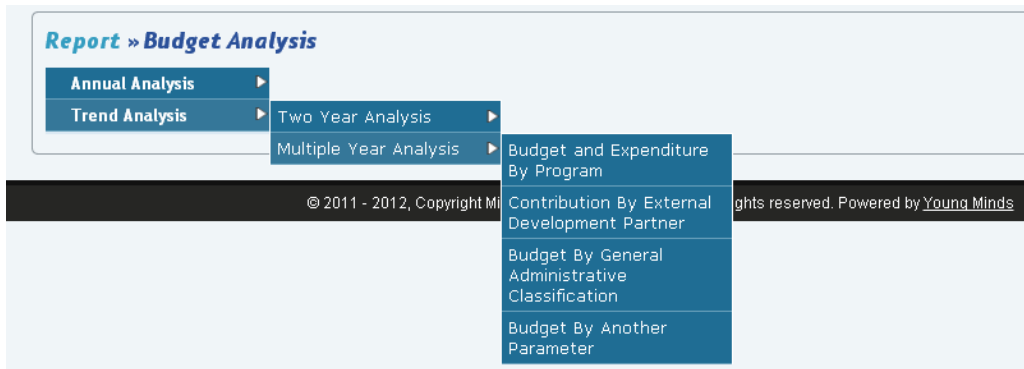 Report » Budget Analysis
Annual Analysis
Trend Analysis
Two Year Analysis
Multiple Year Analysis
Budget and Expenditure
By Program
Contribution By External
Development Partner
Budget By General
Administrative
Classification
Budget By Another
Parameter
© 2011 - 2012, Copyright Mi
ghts reserved. Powered by Young Minds